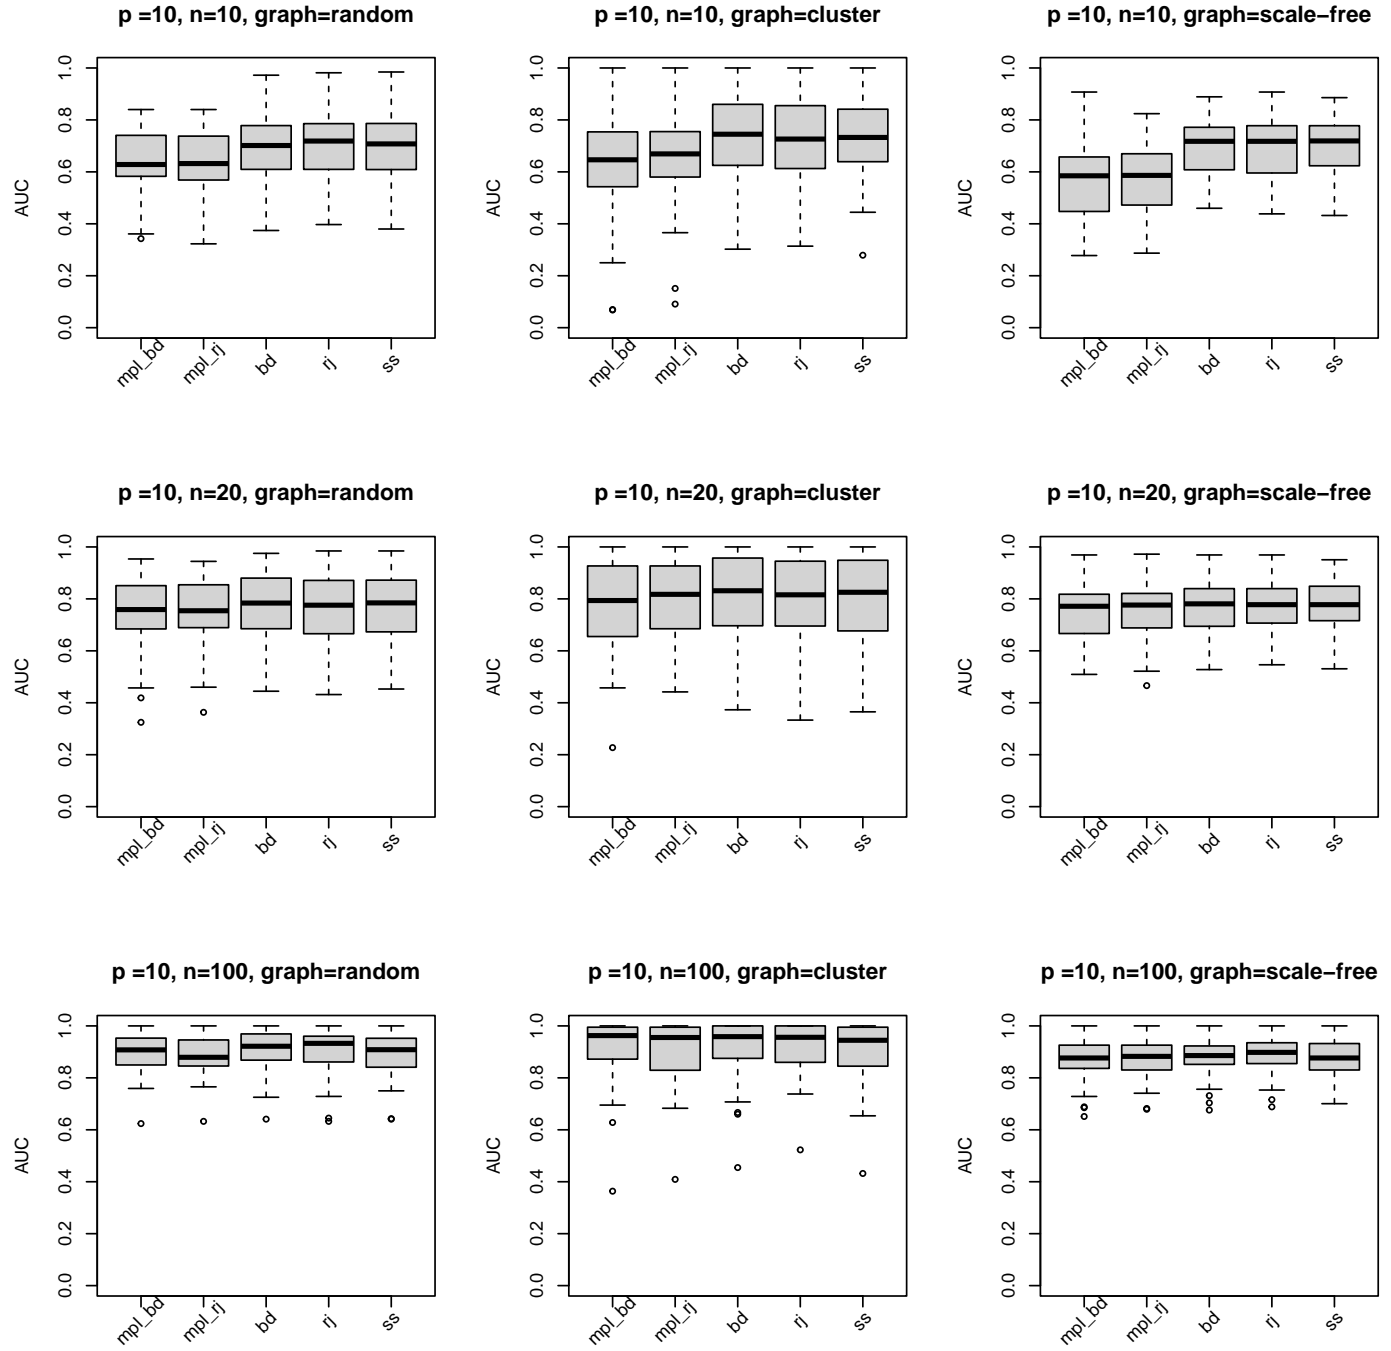 p =10, n=10, graph=random
AUC
0.0 0.2 0.4 0.6 0.8 1.0
mpl_bd mpl_rj bd rj ss
p =10, n=10, graph=cluster
AUC
0.0 0.2 0.4 0.6 0.8 1.0
mpl_bd mpl_rj bd rj ss
p =10, n=10, graph=scale−free
AUC
0.0 0.2 0.4 0.6 0.8 1.0
mpl_bd mpl_rj bd rj ss
p =10, n=20, graph=random
AUC
0.0 0.2 0.4 0.6 0.8 1.0
mpl_bd mpl_rj bd rj ss
p =10, n=20, graph=cluster
AUC
0.0 0.2 0.4 0.6 0.8 1.0
mpl_bd mpl_rj bd rj ss
p =10, n=20, graph=scale−free
AUC
0.0 0.2 0.4 0.6 0.8 1.0
mpl_bd mpl_rj bd rj ss
p =10, n=100, graph=random
AUC
0.0 0.2 0.4 0.6 0.8 1.0
mpl_bd mpl_rj bd rj ss
p =10, n=100, graph=cluster
AUC
0.0 0.2 0.4 0.6 0.8 1.0
mpl_bd mpl_rj bd rj ss
p =10, n=100, graph=scale−free
AUC
0.0 0.2 0.4 0.6 0.8 1.0
mpl_bd mpl_rj bd rj ss